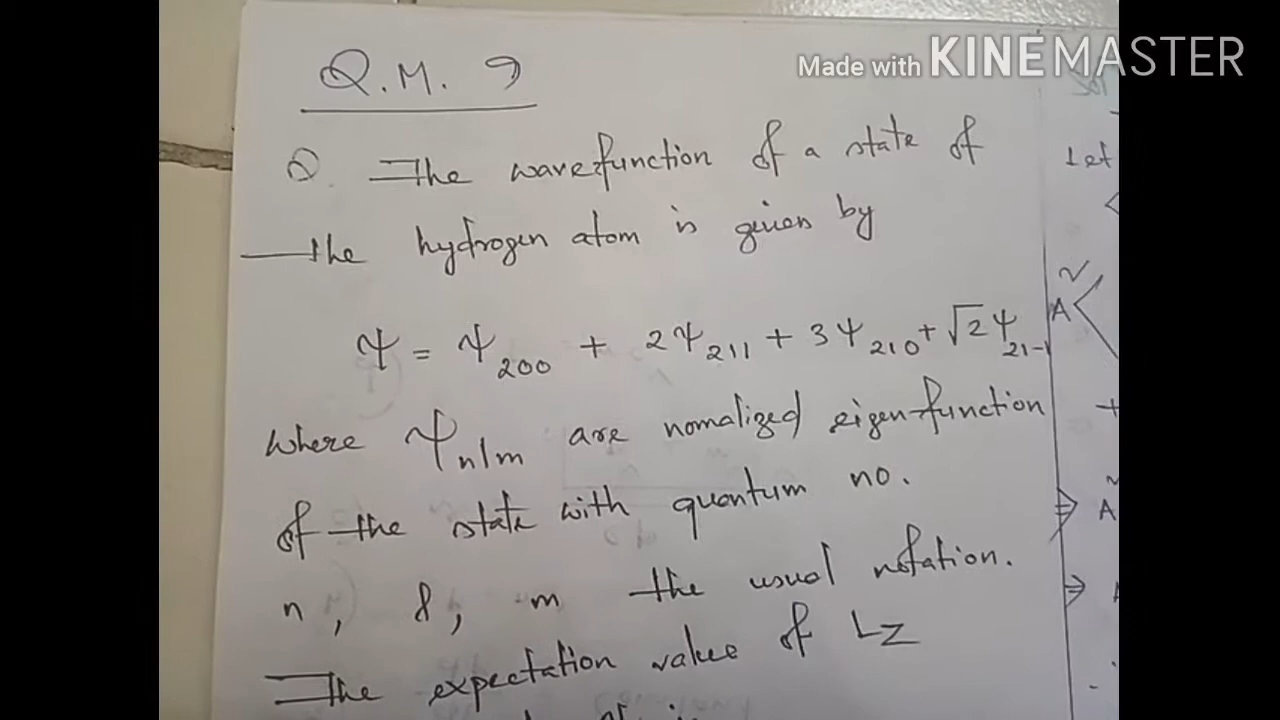 Made with KINEMASTER
Q.M. 9
Q. The wavefunction of a state of
the hydrogen atom is given by
Ψ = Ψ200 + 2Ψ211 + 3Ψ210 + √2Ψ21-1
where Ψnlm are nomalized eigenfunction
of the state with quantum no.
n, l, m the usual notation.
The expectation value of LZ
Let
A
A